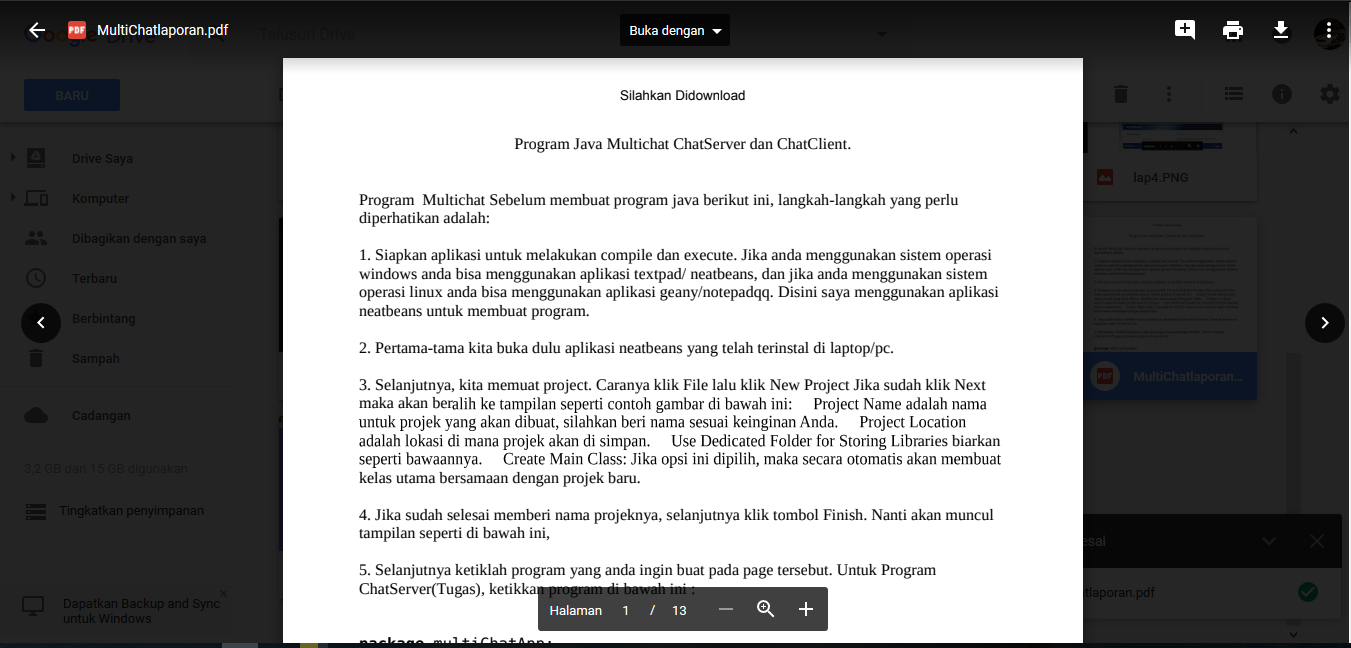 MultiChatlaporan.pdf
Buka dengan
Telusuri Drive
BARU
Drive Saya
Komputer
Dibagikan dengan saya
Terbaru
Berbintang
Sampah
Cadangan
3,2 GB dari 15 GB digunakan
Tingkatkan penyimpanan
Dapatkan Backup and Sync
untuk Windows
Silahkan Didownload
Program Java Multichat ChatServer dan ChatClient.
Program  Multichat Sebelum membuat program java berikut ini, langkah-langkah yang perlu
diperhatikan adalah:
1. Siapkan aplikasi untuk melakukan compile dan execute. Jika anda menggunakan sistem operasi
windows anda bisa menggunakan aplikasi textpad/ neatbeans, dan jika anda menggunakan sistem
operasi linux anda bisa menggunakan aplikasi geany/notepadqq. Disini saya menggunakan aplikasi
neatbeans untuk membuat program.
2. Pertama-tama kita buka dulu aplikasi neatbeans yang telah terinstal di laptop/pc.
3. Selanjutnya, kita memuat project. Caranya klik File lalu klik New Project Jika sudah klik Next
maka akan beralih ke tampilan seperti contoh gambar di bawah ini:     Project Name adalah nama
untuk projek yang akan dibuat, silahkan beri nama sesuai keinginan Anda.     Project Location
adalah lokasi di mana projek akan di simpan.     Use Dedicated Folder for Storing Libraries biarkan
seperti bawaannya.     Create Main Class: Jika opsi ini dipilih, maka secara otomatis akan membuat
kelas utama bersamaan dengan projek baru.
4. Jika sudah selesai memberi nama projeknya, selanjutnya klik tombol Finish. Nanti akan muncul
tampilan seperti di bawah ini,
5. Selanjutnya ketiklah program yang anda ingin buat pada page tersebut. Untuk Program
ChatServer(Tugas), ketikkan program di bawah ini :
package multiChatApp;
Halaman 1 / 13
lap4.PNG
PDF
MultiChatlaporan...
esai
tlaporan.pdf